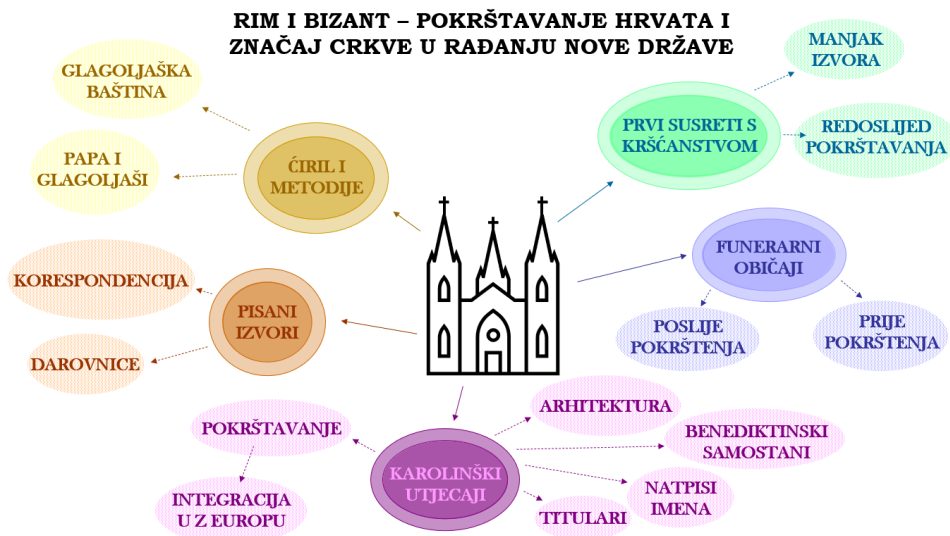 RIM I BIZANT – POKRŠTAVANJE HRVATA I
ZNAČAJ CRKVE U RAĐANJU NOVE DRŽAVE
GLAGOLJAŠKA
BAŠTINA
PAPA I
GLAGOLJAŠI
ĆIRIL I
METODIJE
MANJAK
IZVORA
PRVI SUSRETI S
KRŠĆANSTVOM
REDOSLIJED
POKRŠTAVANJA
FUNERARNI
OBIČAJI
POSLIJE
POKRŠTENJA
PRIJE
POKRŠTENJA
KORESPONDENCIJA
PISANI
IZVORI
DAROVNICE
POKRŠTAVANJE
INTEGRACIJA
U Z EUROPU
KAROLINŠKI
UTJECAJI
ARHITEKTURA
BENEDIKTINSKI
SAMOSTANI
NATPISI
IMENA
TITULARI